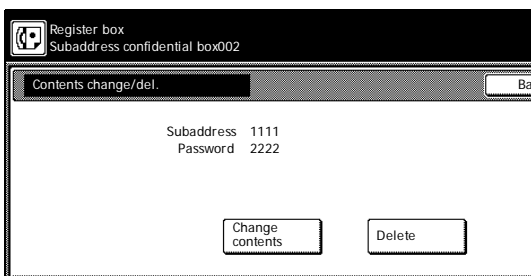 Register box
Subaddress confidential box002
Contents change/del.
Subaddress 1111
Password 2222
Change
contents
Delete